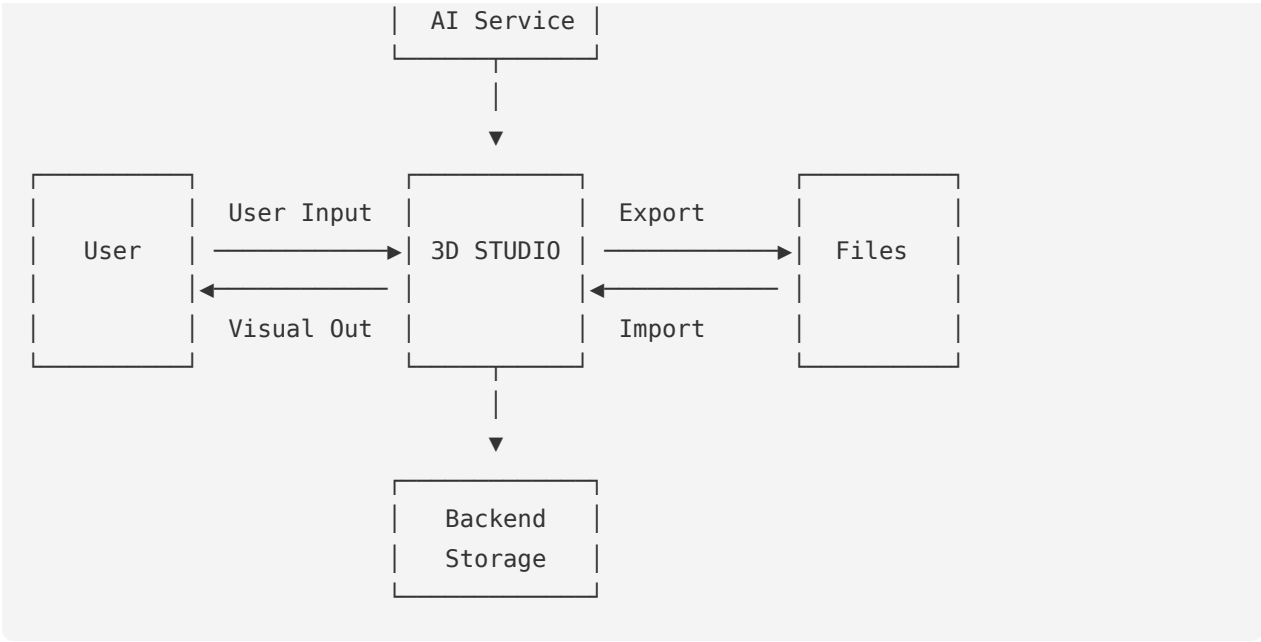 AI Service
User Input Export
User 3D STUDIO Files
Visual Out Import
Backend
Storage